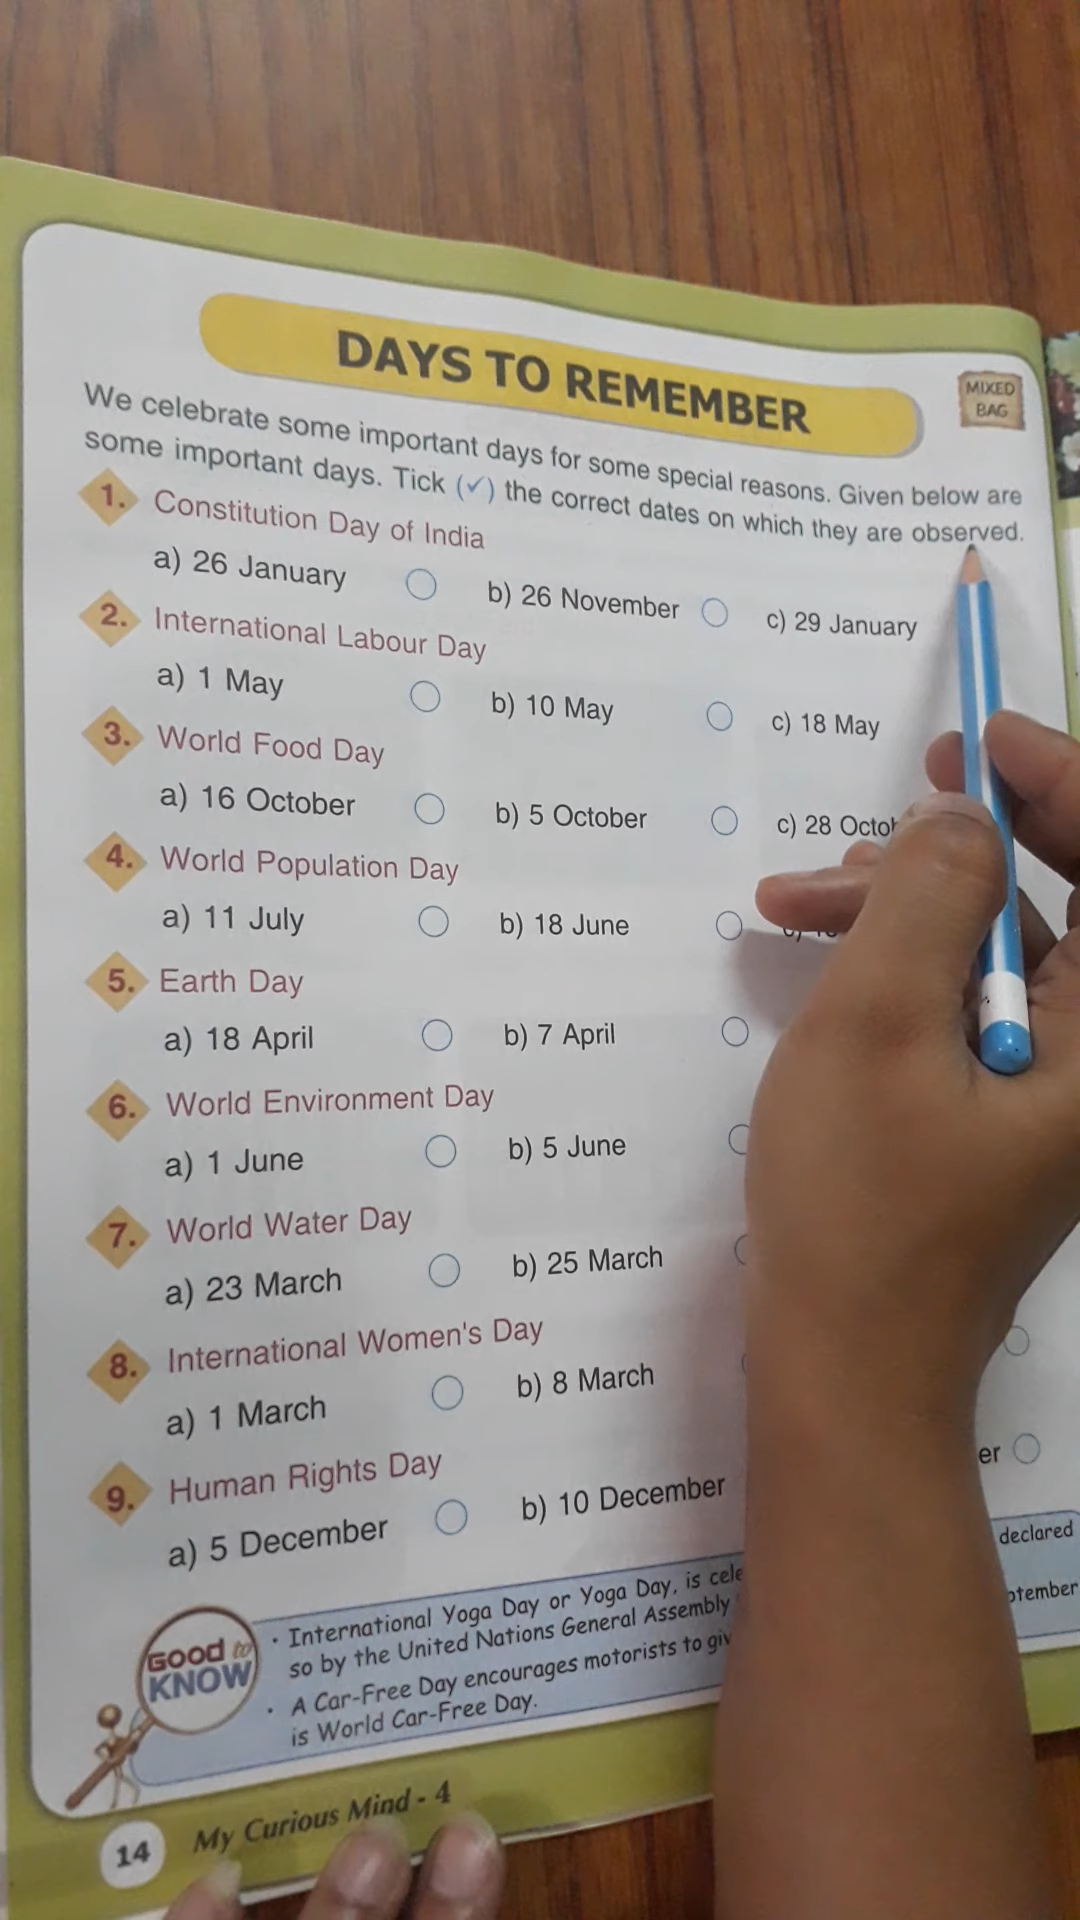 DAYS TO REMEMBER
MIXED
BAG
We celebrate some important days for some special reasons. Given below are
some important days. Tick (✓) the correct dates on which they are observed.
1. Constitution Day of India
a) 26 January b) 26 November c) 29 January
2. International Labour Day
a) 1 May b) 10 May c) 18 May
3. World Food Day
a) 16 October b) 5 October c) 28
4. World Population Day
a) 11 July b) 18 June
5. Earth Day
a) 18 April b) 7 April
6. World Environment Day
a) 1 June b) 5 June
7. World Water Day
a) 23 March b) 25 March
8. International Women's Day
a) 1 March b) 8 March
9. Human Rights Day
a) 5 December b) 10 December er
GOOD to
KNOW
• International Yoga Day or Yoga Day, is declared
so by the United Nations General Assembly
• A Car-Free Day encourages motorists to
is World Car-Free Day.
14 My Curious Mind - 4